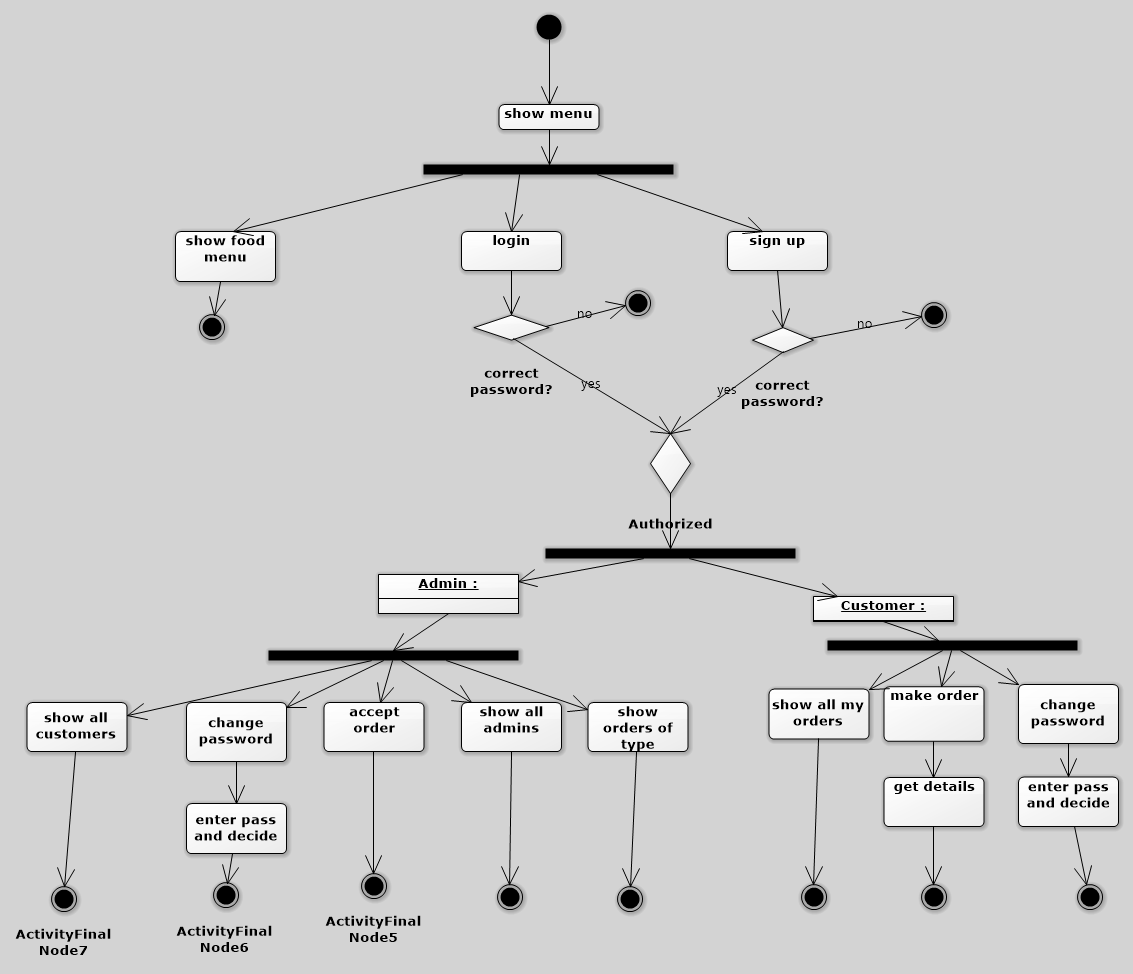 show menu
show food
menu
login
sign up
no
no
correct
password?
yes
yes
correct
password?
Authorized
Admin :
Customer :
show all
customers
change
password
accept
order
show all
admins
show
orders of
type
show all my
orders
make order
change
password
enter pass
and decide
get details
enter pass
and decide
ActivityFinal
Node7
ActivityFinal
Node6
ActivityFinal
Node5